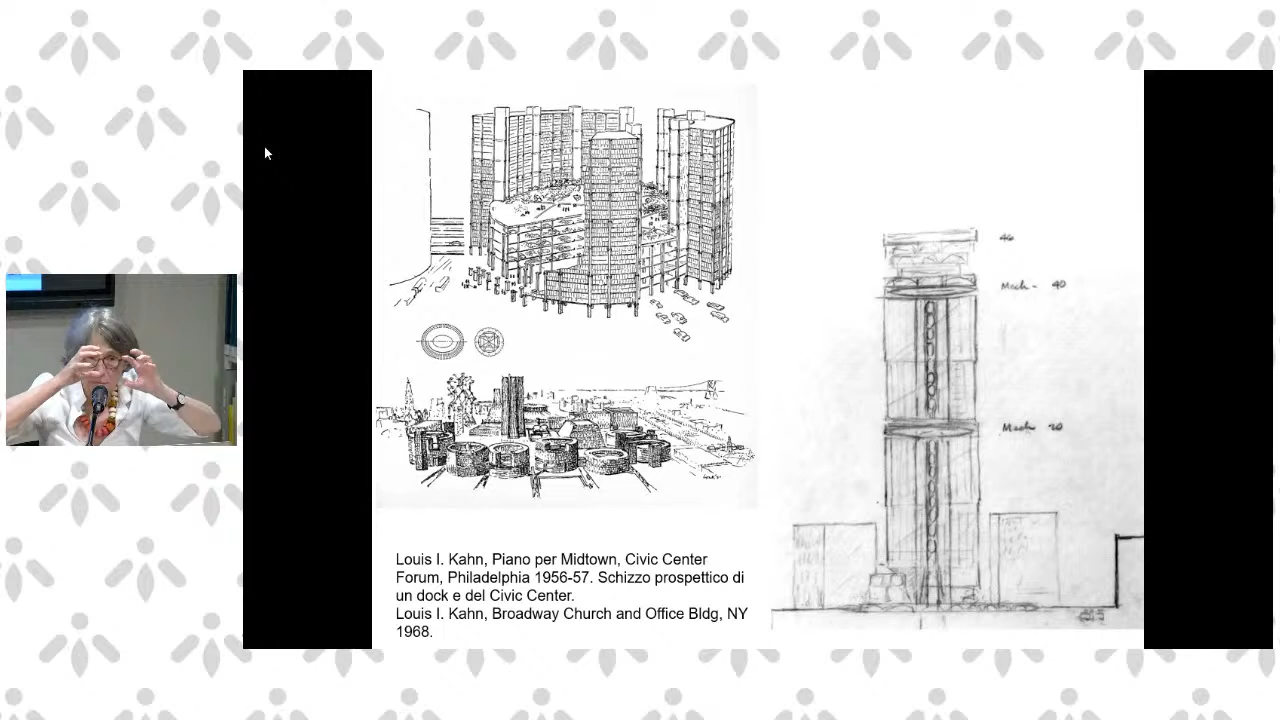 46
Mech - 40
Mech 20
Louis I. Kahn, Piano per Midtown, Civic Center
Forum, Philadelphia 1956-57. Schizzo prospettico di
un dock e del Civic Center.
Louis I. Kahn, Broadway Church and Office Bldg, NY
1968.